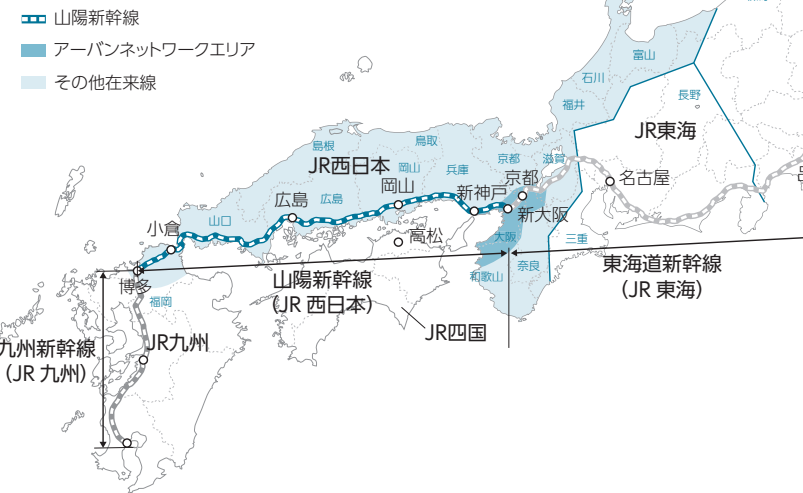 山陽新幹線
アーバンネットワークエリア
その他在来線
富山
石川
福井
長野
JR東海
島根
鳥取
JR西日本
岡山
兵庫
京都
滋賀
岡山
新神戸
京都
名古屋
広島
広島
山口
小倉
新大阪
大阪
高松
三重
奈良
和歌山
博多
福岡
山陽新幹線
(JR 西日本)
東海道新幹線
(JR 東海)
JR四国
JR九州
九州新幹線
(JR 九州)